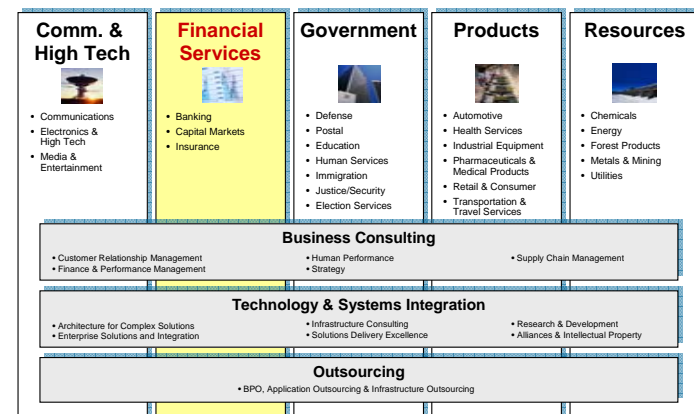 Comm. &
High Tech
• Communications
• Electronics &
High Tech
• Media &
Entertainment
Financial
Services
• Banking
• Capital Markets
• Insurance
Government
• Defense
• Postal
• Education
• Human Services
• Immigration
• Justice/Security
• Election Services
Products
• Automotive
• Health Services
• Industrial Equipment
• Pharmaceuticals &
Medical Products
• Retail & Consumer
• Transportation &
Travel Services
Resources
• Chemicals
• Energy
• Forest Products
• Metals & Mining
• Utilities
Business Consulting
• Customer Relationship Management
• Finance & Performance Management
• Human Performance
• Strategy
• Supply Chain Management
Technology & Systems Integration
• Architecture for Complex Solutions
• Enterprise Solutions and Integration
• Infrastructure Consulting
• Solutions Delivery Excellence
• Research & Development
• Alliances & Intellectual Property
Outsourcing
• BPO, Application Outsourcing & Infrastructure Outsourcing